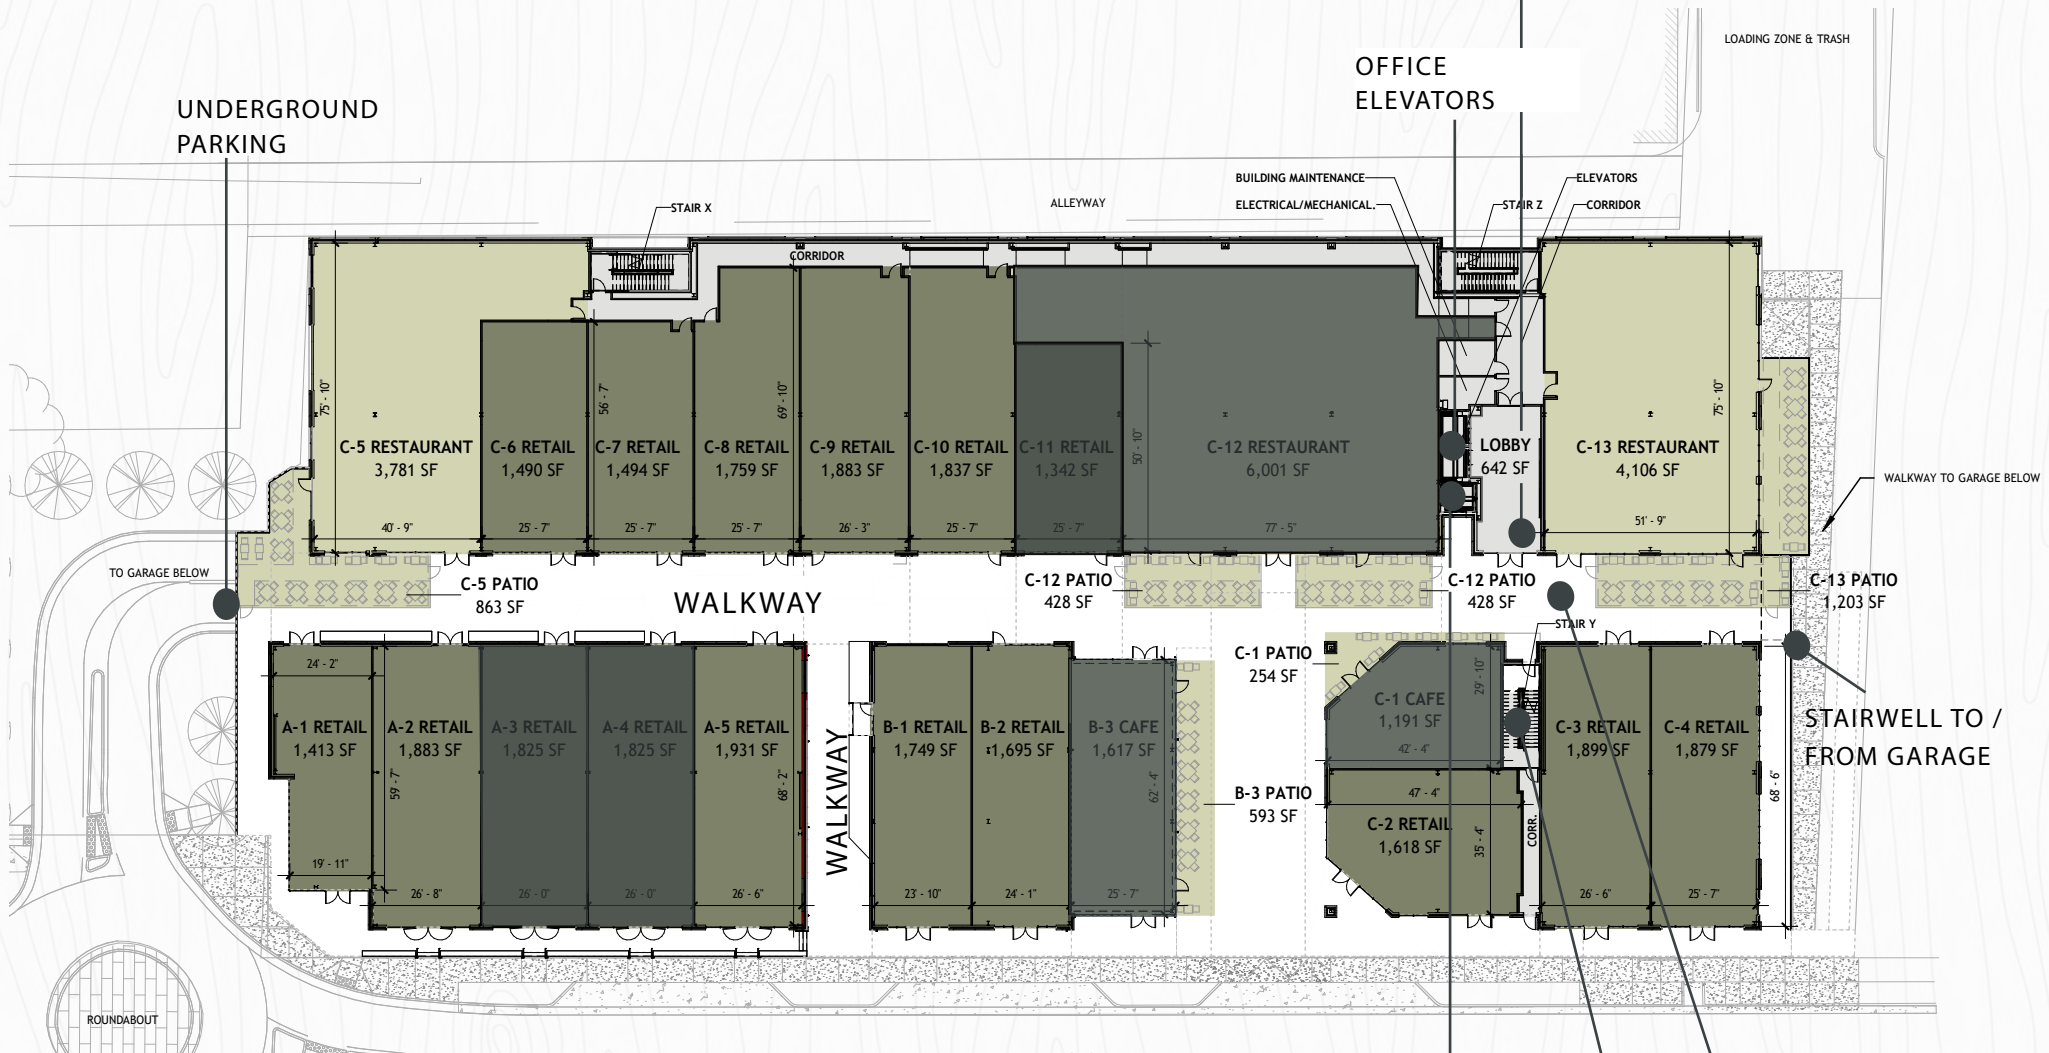 LOADING ZONE & TRASH
OFFICE
ELEVATORS
UNDERGROUND
PARKING
BUILDING MAINTENANCE
ELEVATORS
ELECTRICAL/MECHANICAL.
STAIR Z
CORRIDOR
STAIR X
ALLEYWAY
CORRIDOR
75' - 10"
56' - 7"
69' - 10"
50' - 10"
75' - 10"
C-5 RESTAURANT
3,781 SF
C-6 RETAIL
1,490 SF
C-7 RETAIL
1,494 SF
C-8 RETAIL
1,759 SF
C-9 RETAIL
1,883 SF
C-10 RETAIL
1,837 SF
C-11 RETAIL
1,342 SF
C-12 RESTAURANT
6,001 SF
LOBBY
642 SF
C-13 RESTAURANT
4,106 SF
WALKWAY TO GARAGE BELOW
40' - 9"
25' - 7"
25' - 7"
25' - 7"
26' - 3"
25' - 7"
25' - 7"
77' - 5"
51' - 9"
TO GARAGE BELOW
C-5 PATIO
863 SF
WALKWAY
C-12 PATIO
428 SF
C-12 PATIO
428 SF
C-13 PATIO
1,203 SF
STAIR Y
C-1 PATIO
254 SF
24' - 2"
29' - 10"
A-1 RETAIL
1,413 SF
A-2 RETAIL
1,883 SF
A-3 RETAIL
1,825 SF
A-4 RETAIL
1,825 SF
A-5 RETAIL
1,931 SF
WALKWAY
B-1 RETAIL
1,749 SF
B-2 RETAIL
1,695 SF
B-3 CAFE
1,617 SF
C-1 CAFE
1,191 SF
42' - 4"
C-3 RETAIL
1,899 SF
C-4 RETAIL
1,879 SF
STAIRWELL TO /
FROM GARAGE
59' - 7"
68' - 2"
62' - 4"
68' - 6"
B-3 PATIO
593 SF
47' - 4"
C-2 RETAIL
1,618 SF
35' - 4"
CORR.
19' - 11"
26' - 8"
26' - 0"
26' - 0"
26' - 6"
23' - 10"
24' - 1"
25' - 7"
26' - 6"
25' - 7"
ROUNDABOUT